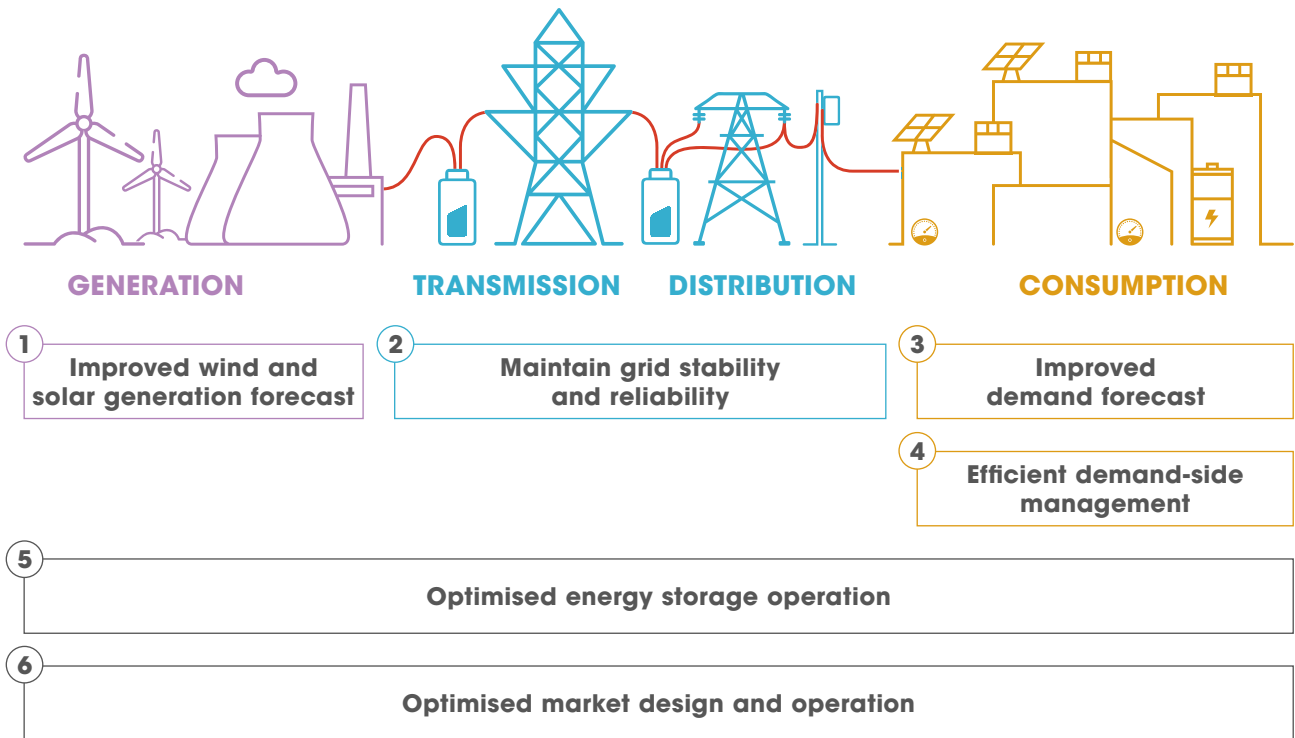 GENERATION
TRANSMISSION
DISTRIBUTION
CONSUMPTION
1
Improved wind and
solar generation forecast
2
Maintain grid stability
and reliability
3
Improved
demand forecast
4
Efficient demand-side
management
5
Optimised energy storage operation
6
Optimised market design and operation